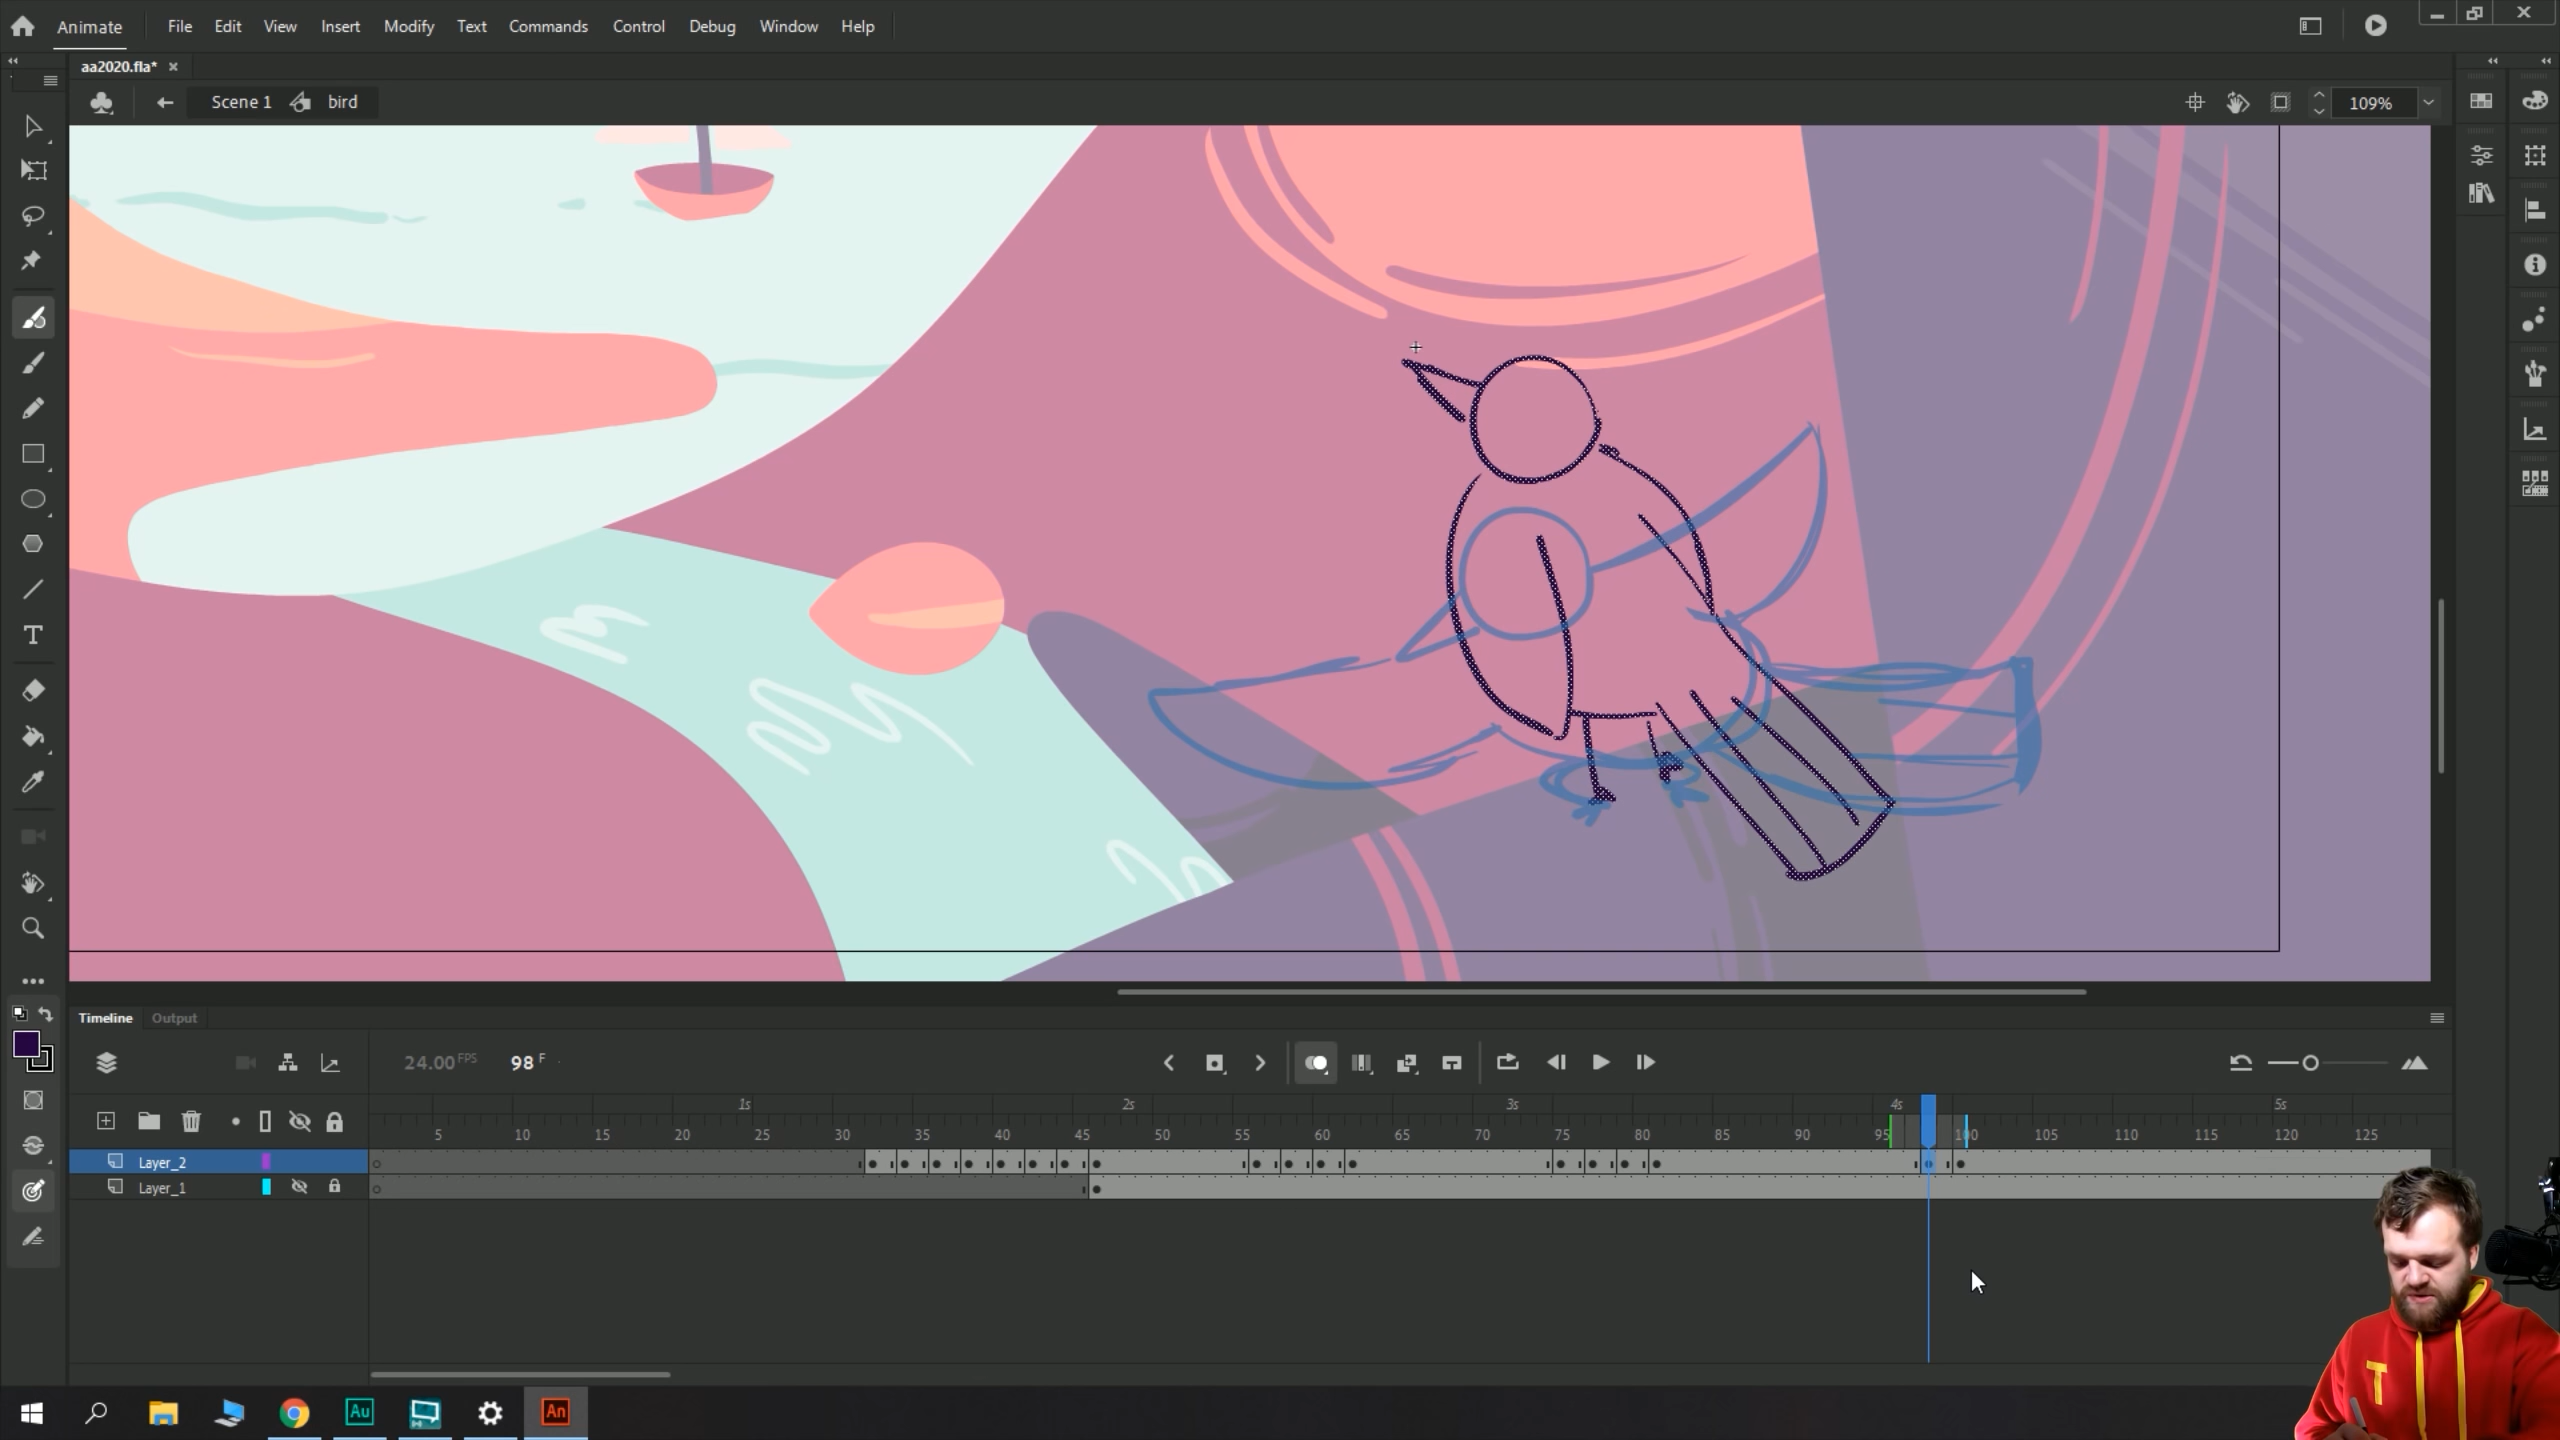 Animate File Edit View Insert Modify Text Commands Control Debug Window Help
aa2020.fla*
Scene 1 bird 109%
T
Timeline Output
24.00 FPS 98 F
1s 2s 3s 4s 5s
5 10 15 20 25 30 35 40 45 50 55 60 65 70 75 80 85 90 95 100 105 110 115 120 125
Layer_2
Layer_1
T
Au An